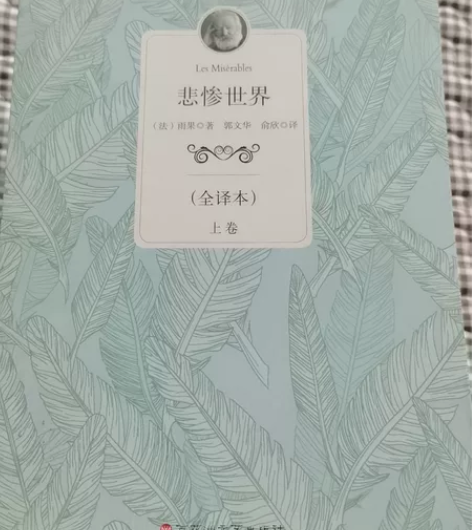 Les Misérables
悲惨世界
（法）雨果◎著 郭文华 俞欣◎译
（全译本）
上卷